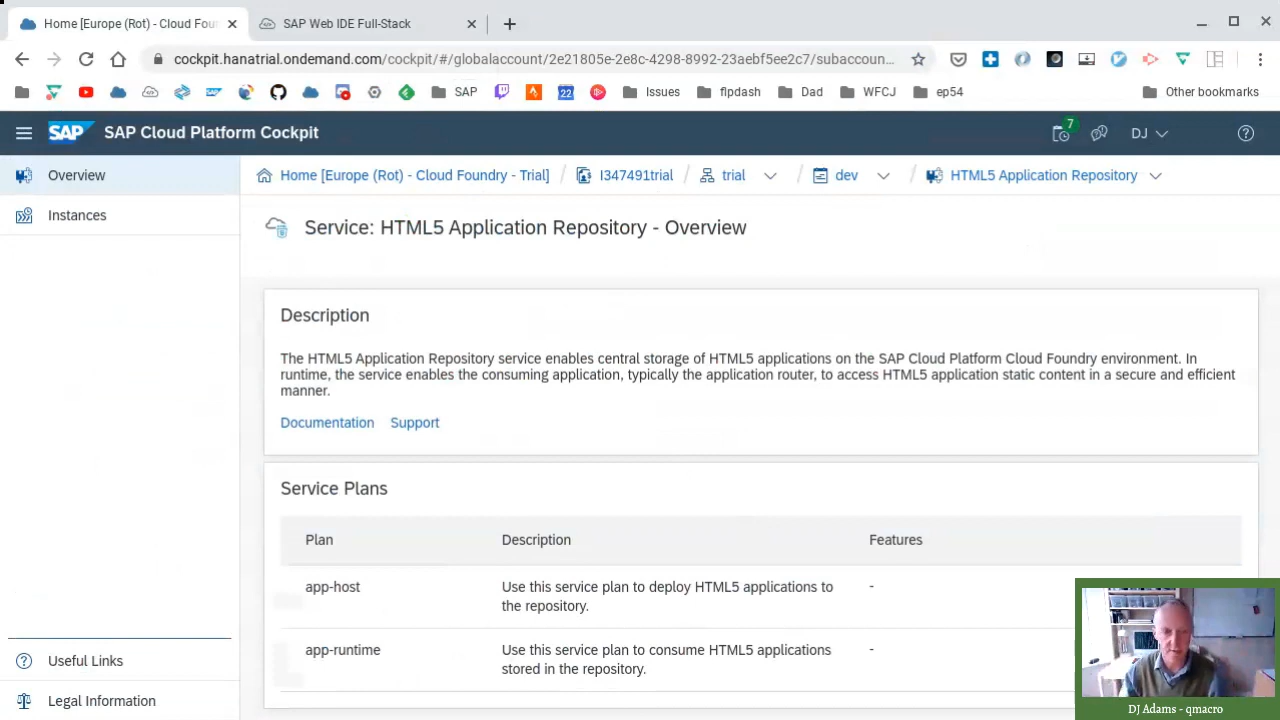 Home [Europe (Rot) - Cloud Four
SAP Web IDE Full-Stack
cockpit.hanatrial.ondemand.com/cockpit/#/globalaccount/2e21805e-2e8c-4298-8992-23aebf5ee2c7/subaccoun...
SAP
22
Issues
flpdash
Dad
WFCJ
ep54
Other bookmarks
SAP
SAP Cloud Platform Cockpit
7
DJ
Overview
Instances
Home [Europe (Rot) - Cloud Foundry - Trial]
I347491trial
trial
dev
HTML5 Application Repository
Service: HTML5 Application Repository - Overview
Description
The HTML5 Application Repository service enables central storage of HTML5 applications on the SAP Cloud Platform Cloud Foundry environment. In
runtime, the service enables the consuming application, typically the application router, to access HTML5 application static content in a secure and efficient
manner.
Documentation Support
Service Plans
Plan Description Features
app-host Use this service plan to deploy HTML5 applications to -
the repository.
app-runtime Use this service plan to consume HTML5 applications -
stored in the repository.
Useful Links
Legal Information
DJ Adams - qmacro